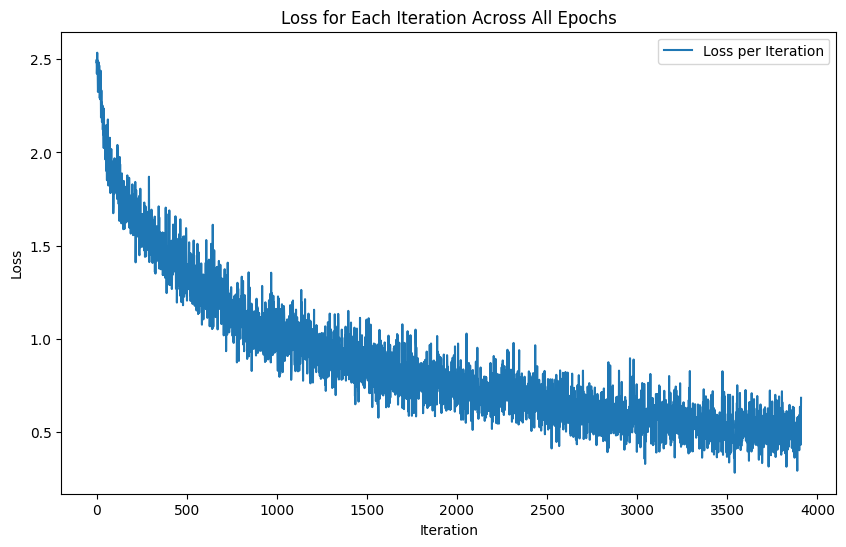 Loss for Each Iteration Across All Epochs
Loss per Iteration
2.5
2.0
1.5
1.0
0.5
Loss
0 500 1000 1500 2000 2500 3000 3500 4000
Iteration